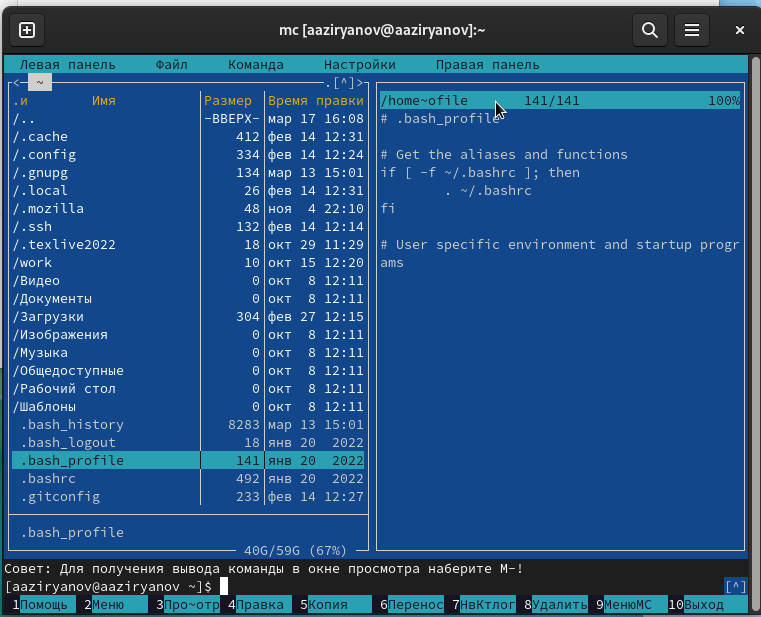 mc [aaziryanov@aaziryanov]:~
Левая панель Файл Команда Настройки Правая панель
<─ ~ .[^]>
.и Имя Размер Время правки
/.. -ВВЕРХ- мар 17 16:08
/.cache 412 фев 14 12:31
/.config 334 фев 14 12:24
/.gnupg 134 мар 13 15:01
/.local 26 фев 14 12:31
/.mozilla 48 ноя 4 22:10
/.ssh 132 фев 14 12:14
/.texlive2022 18 окт 29 11:29
/work 10 окт 15 12:20
/Видео 0 окт 8 12:11
/Документы 0 окт 8 12:11
/Загрузки 304 фев 27 12:15
/Изображения 0 окт 8 12:11
/Музыка 0 окт 8 12:11
/Общедоступные 0 окт 8 12:11
/Рабочий стол 0 окт 8 12:11
/Шаблоны 0 окт 8 12:11
.bash_history 8283 мар 13 15:01
.bash_logout 18 янв 20 2022
.bash_profile 141 янв 20 2022
.bashrc 492 янв 20 2022
.gitconfig 233 фев 14 12:27
.bash_profile
40G/59G (67%)
/home~ofile 141/141 100%
# .bash_profile
# Get the aliases and functions
if [ -f ~/.bashrc ]; then
. ~/.bashrc
fi
# User specific environment and startup progr
ams
Совет: Для получения вывода команды в окне просмотра наберите M-!
[aaziryanov@aaziryanov ~]$ [^]
1Помощь 2Меню 3Про~отр 4Правка 5Копия 6Перенос 7НвКтлог 8Удалить 9МенюMC 10Выход